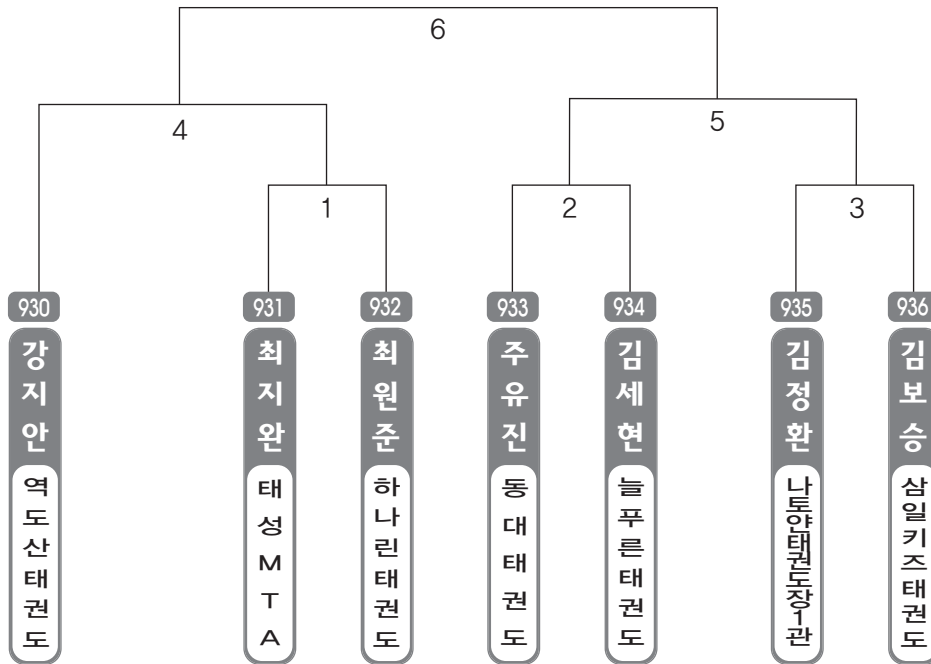 6
4
5
1
2
3
930
931
932
933
934
935
936
강지안
최지완
최원준
주유진
김세현
김정환
김보승
역도산태권도
태성MTA
하나린태권도
동대태권도
늘푸른태권도
나토얀태권도장1관
삼일키즈태권도